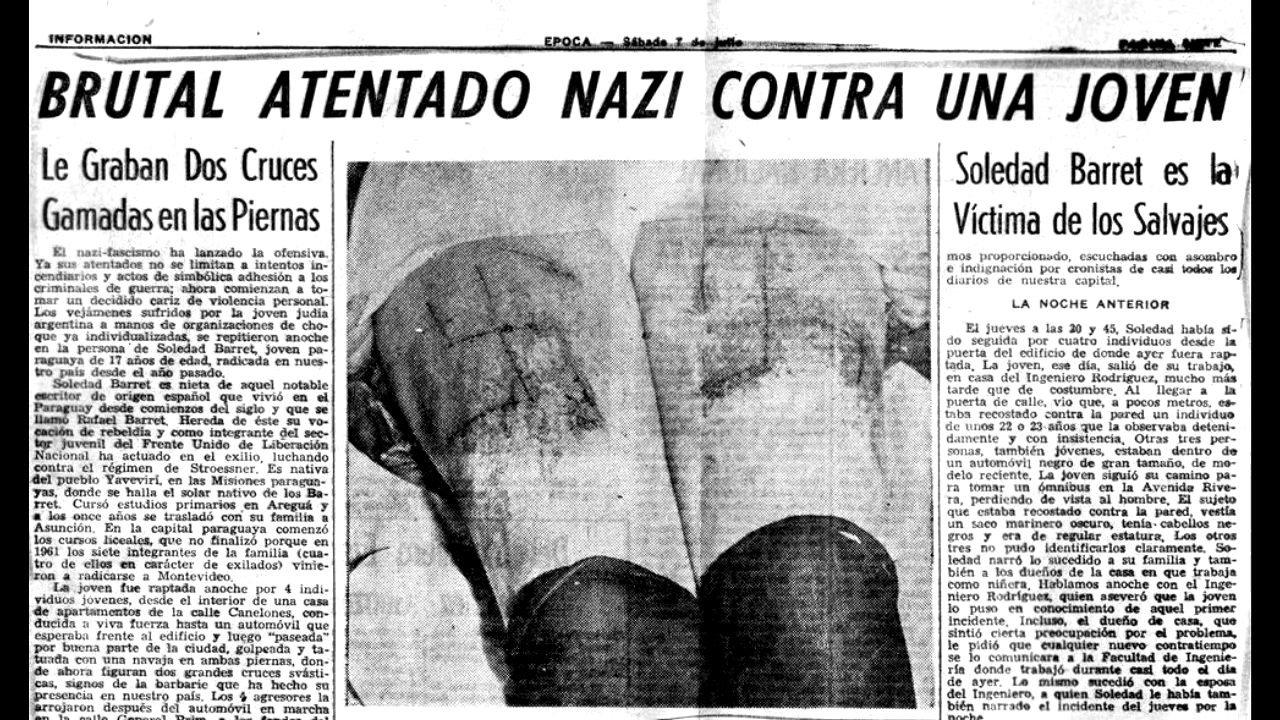 INFORMACION
EPOCA — Sábado 7 de Julio
BRUTAL ATENTADO NAZI CONTRA UNA JOVEN
Le Graban Dos Cruces
Gamadas en las Piernas
El nazi-fascismo ha lanzado la ofensiva.
Ya sus atentados no se limitan a intentos in-
cendiarios y actos de simbólica adhesión a los
criminales de guerra; ahora comienzan a to-
mar un decidido cariz de violencia personal.
Los vejámenes sufridos por la joven judía
argentina a manos de organizaciones de cho-
que ya individualizadas, se repitieron anoche
en la persona de Soledad Barret, joven pa-
raguaya de 17 años de edad, radicada en nues-
tro país desde el año pasado.
Soledad Barret es nieta de aquel notable
escritor de origen español que vivió en el
Paraguay desde comienzos del siglo y que se
llamó Rafael Barret. Hereda de éste su vo-
cación de rebeldía y como integrante del sec-
tor juvenil del Frente Unido de Liberación
Nacional ha actuado en el exilio, luchando
contra el régimen de Stroessner. Es nativa
del pueblo Yavevirí, en las Misiones paragua-
yas, donde se halla el solar nativo de los Ba-
rret. Cursó estudios primarios en Areguá y
a los once años se trasladó con su familia a
Asunción. En la capital paraguaya comenzó
los cursos liceales, que no finalizó porque en
1961 los siete integrantes de la familia (cua-
tro de ellos en carácter de exilados) vinie-
ron a radicarse a Montevideo.
La joven fue raptada anoche por 4 indi-
viduos jóvenes, desde el interior de una casa
de apartamentos de la calle Canelones, con-
ducida a viva fuerza hasta un automóvil que
esperaba frente al edificio y luego "paseada"
por buena parte de la ciudad, golpeada y ta-
tuada con una navaja en ambas piernas, don-
de ahora figuran dos grandes cruces svásti-
cas, signos de la barbarie que ha hecho su
presencia en nuestro país. Los 4 agresores la
arrojaron después del automóvil en marcha
en la calle General Prim, a los fondos del
Soledad Barret es la
Víctima de los Salvajes
mos proporcionado, escuchadas con asombro
e indignación por cronistas de casi todos los
diarios de nuestra capital.
LA NOCHE ANTERIOR
El jueves a las 20 y 45, Soledad había si-
do seguida por cuatro individuos desde la
puerta del edificio de donde ayer fuera rap-
tada. La joven, ese día, salió de su trabajo,
en casa del Ingeniero Rodríguez, mucho más
tarde que de costumbre. Al llegar a la
puerta de calle, vio que, a pocos metros, es-
taba recostado contra la pared un individuo
de unos 22 o 23 años que la observaba deteni-
damente y con insistencia. Otras tres per-
sonas, también jóvenes, estaban dentro de
un automóvil negro de gran tamaño, de mo-
delo reciente. La joven siguió su camino pa-
ra tomar un ómnibus en la Avenida Rive-
ra, perdiendo de vista al hombre. El sujeto
que estaba recostado contra la pared, vestía
un saco marinero oscuro, tenía cabellos ne-
gros y era de regular estatura. Los otros
tres no pudo identificarlos claramente. So-
ledad narró lo sucedido a su familia y tam-
bién a los dueños de la casa en que trabaja
como niñera. Hablamos anoche con el Inge-
niero Rodríguez, quien aseveró que la joven
lo puso en conocimiento de aquel primer
incidente. Incluso, el dueño de casa, que
sintió cierta preocupación por el problema,
le pidió que cualquier nuevo contratiempo
se lo comunicara a la Facultad de Ingenie-
ría donde trabajó durante casi todo el día
de ayer. Lo mismo sucedió con la esposa
del Ingeniero, a quien Soledad le había tam-
bién narrado el incidente del jueves por la
noche.